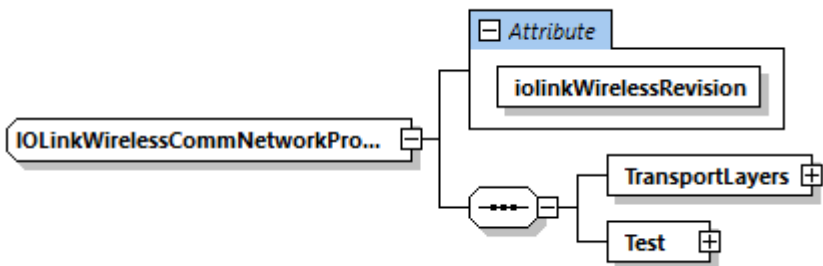 Attribute
iolinkWirelessRevision
IOLinkWirelessCommNetworkPro...
TransportLayers
Test